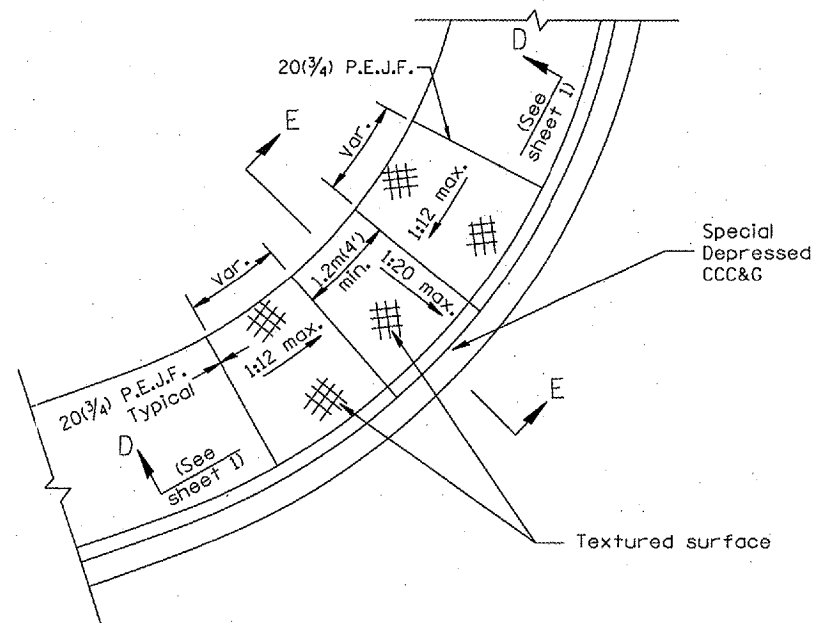 D
20(3/4) P.E.J.F.
(See
sheet 1)
E
Var.
1:12 max.
Special
Depressed
CCC&G
Var.
1.2m(4')
min.
1:20 max.
1:12 max.
20(3/4) P.E.J.F.
Typical
E
D
(See
sheet 1)
Textured surface